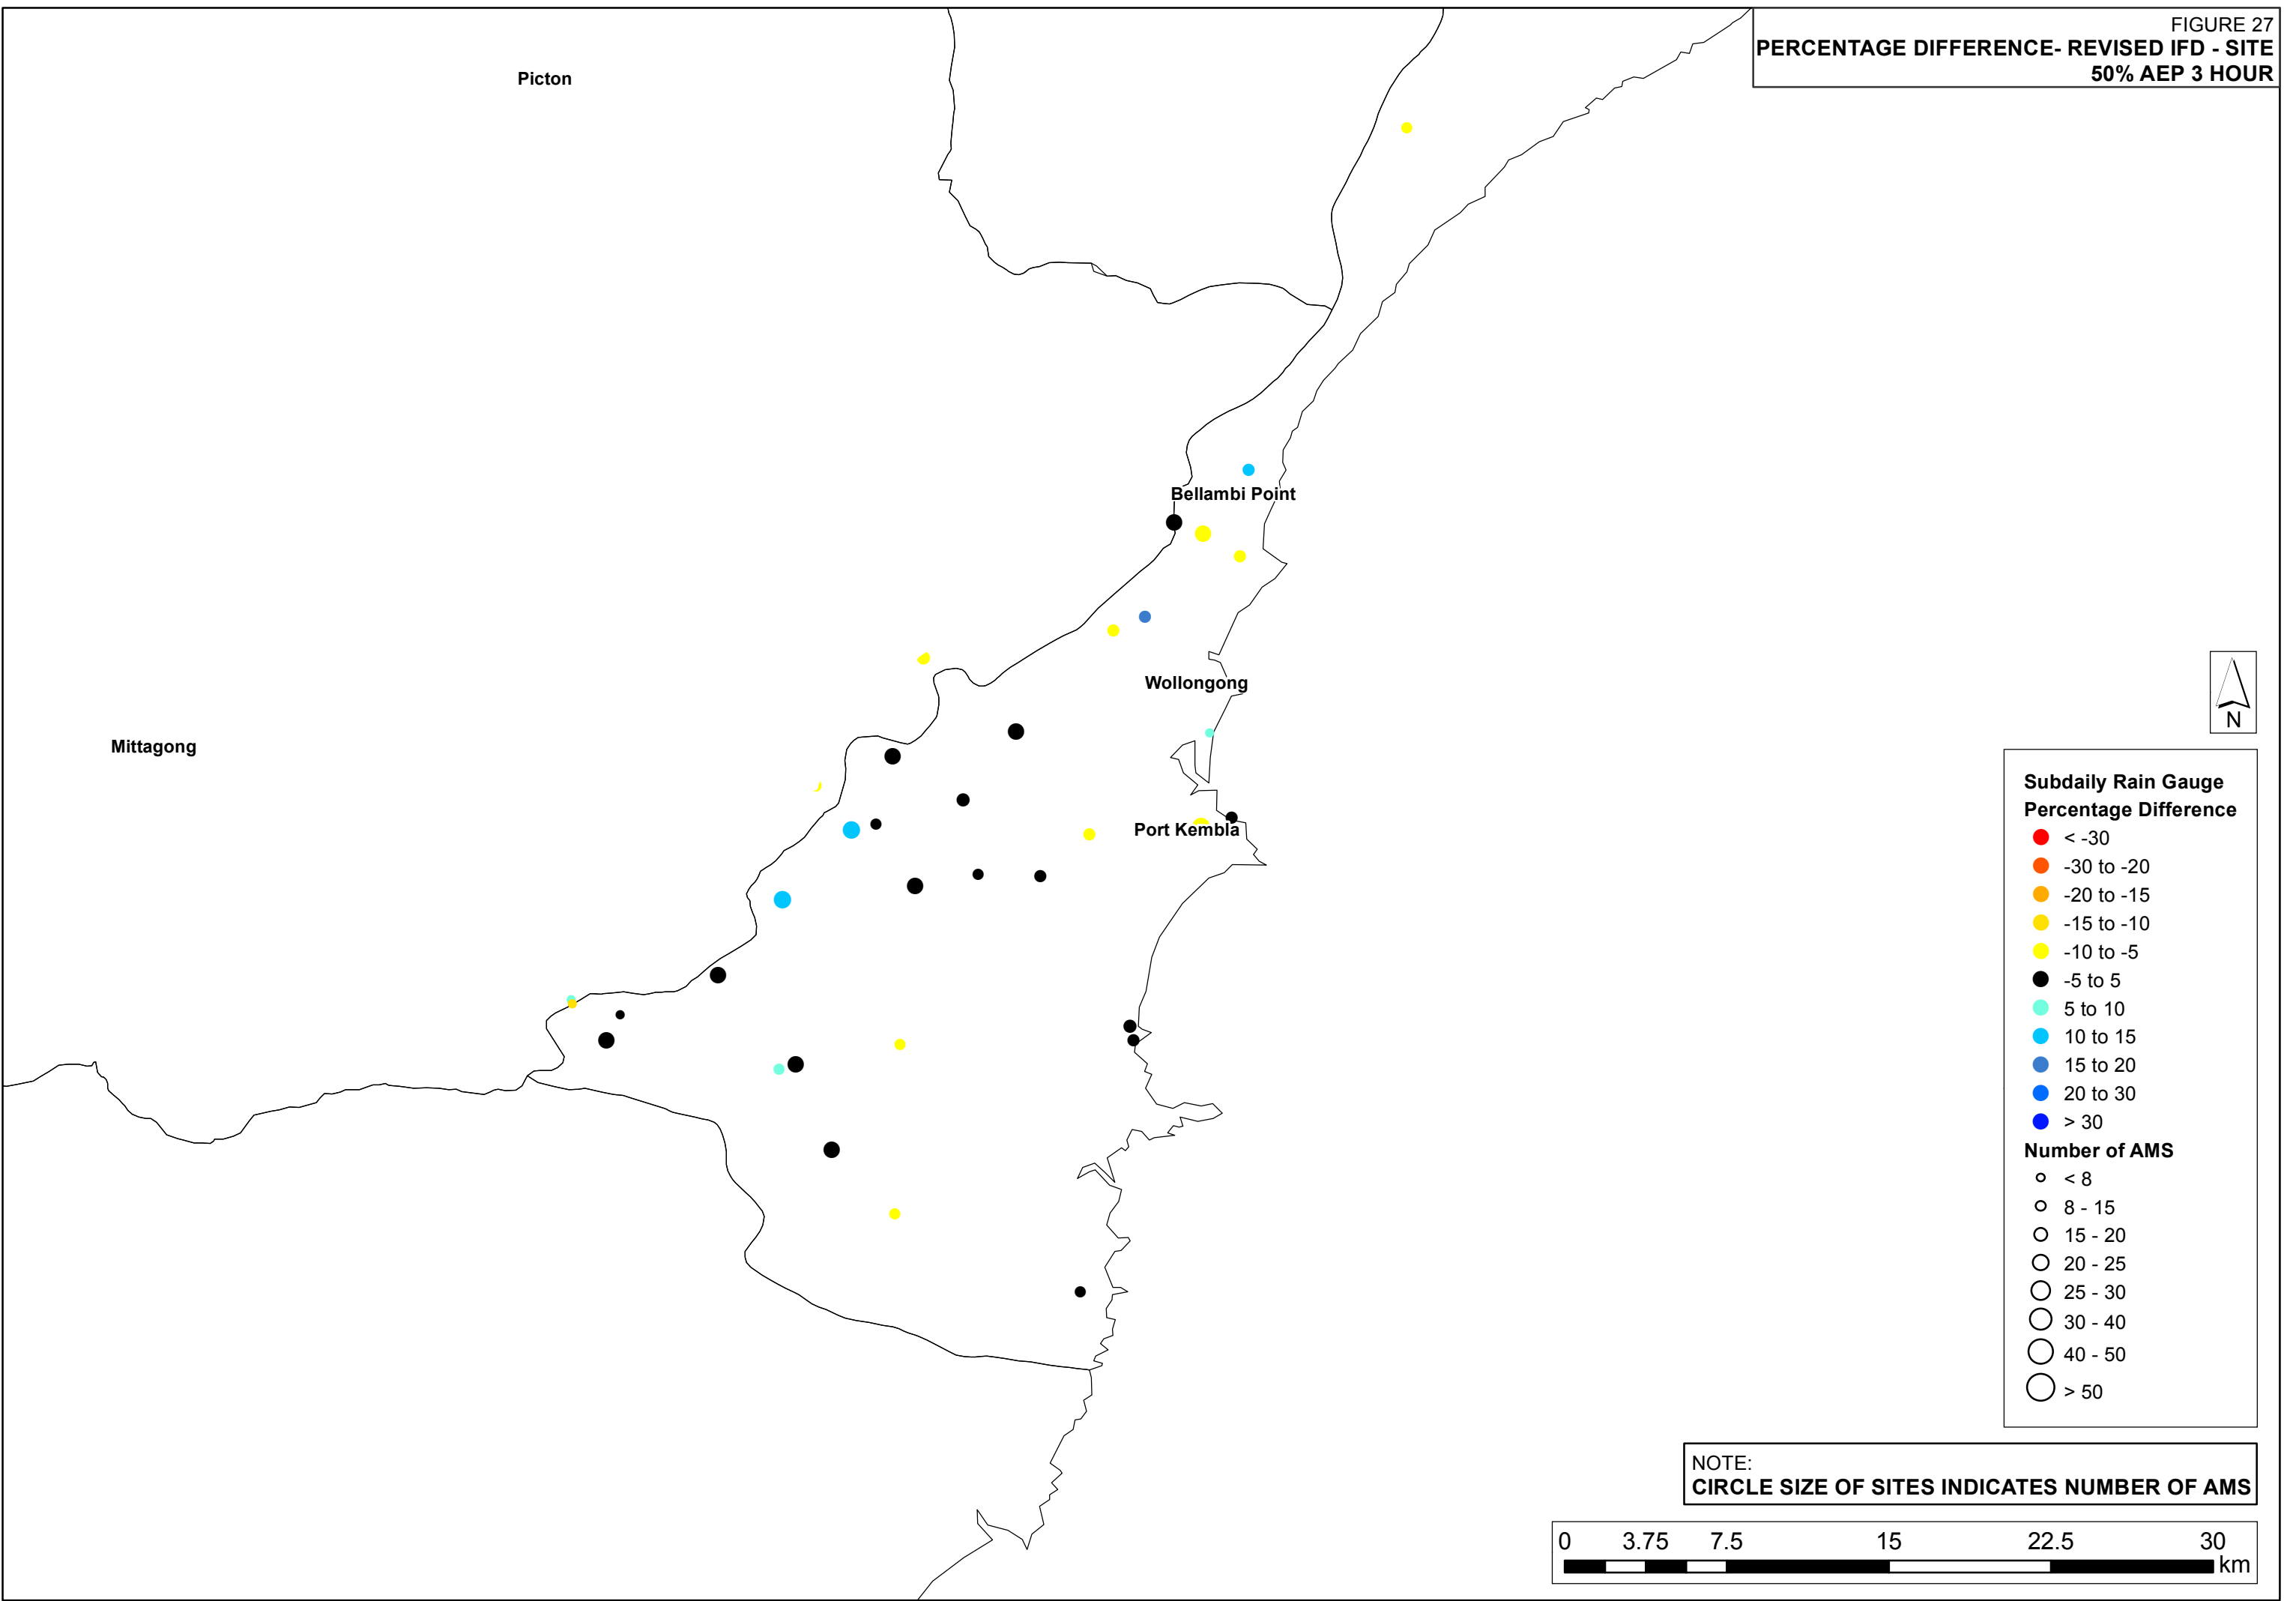 FIGURE 27
PERCENTAGE DIFFERENCE- REVISED IFD - SITE
50% AEP 3 HOUR
Picton
Bellambi Point
Wollongong
Mittagong
Port Kembla
N
Subdaily Rain Gauge
Percentage Difference
< -30
-30 to -20
-20 to -15
-15 to -10
-10 to -5
-5 to 5
5 to 10
10 to 15
15 to 20
20 to 30
> 30
Number of AMS
< 8
8 - 15
15 - 20
20 - 25
25 - 30
30 - 40
40 - 50
> 50
NOTE:
CIRCLE SIZE OF SITES INDICATES NUMBER OF AMS
0 3.75 7.5 15 22.5 30
km